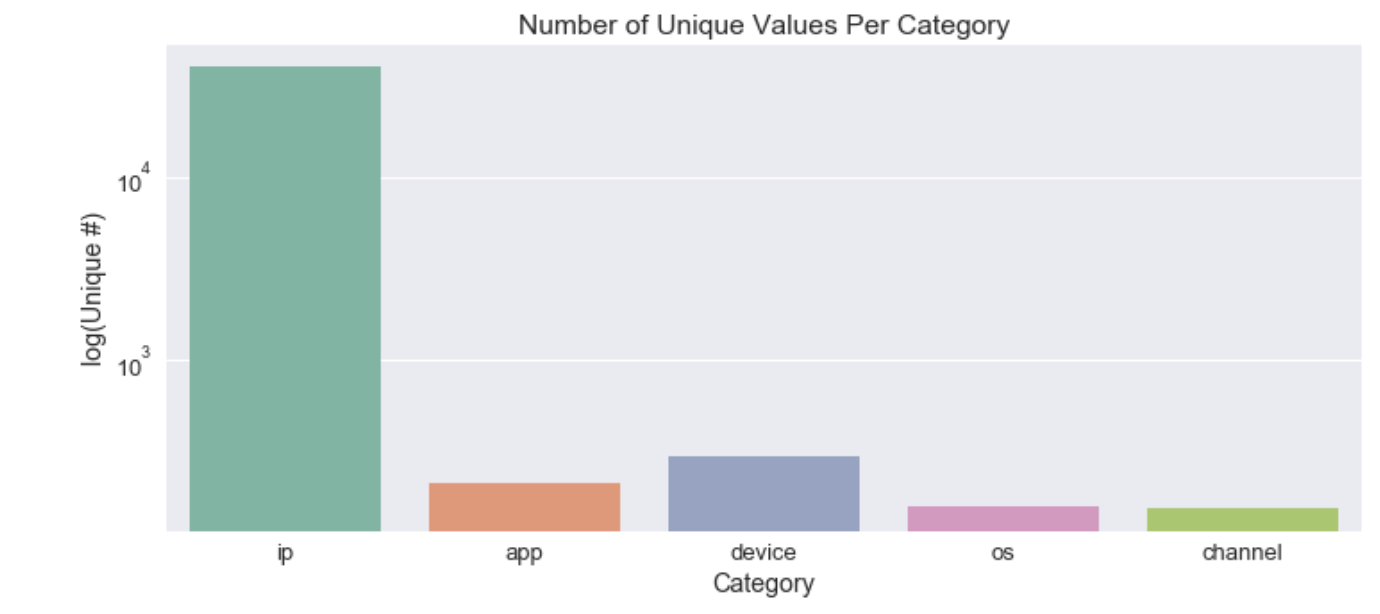 Number of Unique Values Per Category
log(Unique #)
10^4
10^3
ip app device os channel
Category